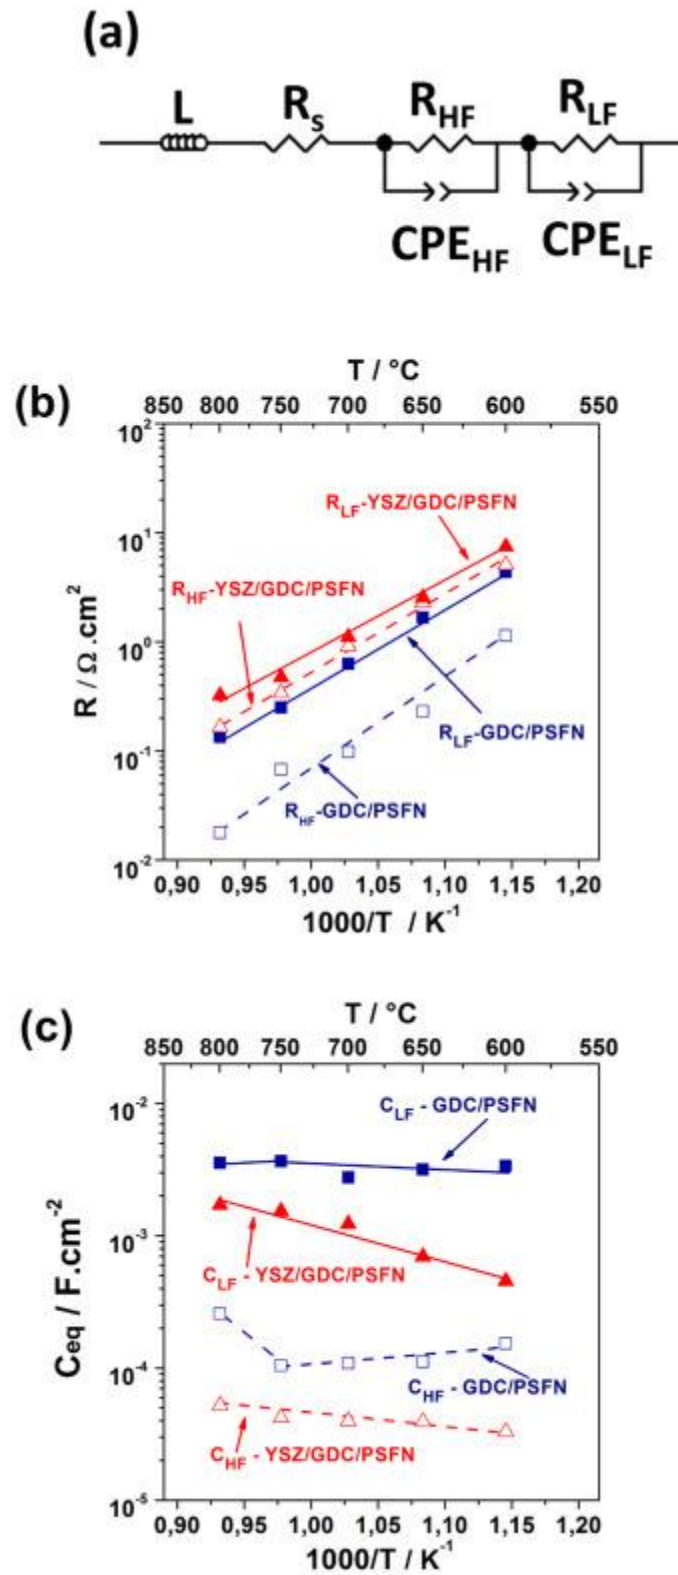 (a)
L
R_s
R_HF
R_LF
CPE_HF
CPE_LF
(b)
T / °C
850 800 750 700 650 600 550
10^2
10^1
10^0
10^-1
10^-2
R / Ω .cm^2
R_LF-YSZ/GDC/PSFN
R_HF-YSZ/GDC/PSFN
R_LF-GDC/PSFN
R_HF-GDC/PSFN
0,90 0,95 1,00 1,05 1,10 1,15 1,20
1000/T / K^-1
(c)
T / °C
850 800 750 700 650 600 550
10^-2
10^-3
10^-4
10^-5
Ceq / F.cm^-2
C_LF - GDC/PSFN
C_LF - YSZ/GDC/PSFN
C_HF - GDC/PSFN
C_HF - YSZ/GDC/PSFN
0,90 0,95 1,00 1,05 1,10 1,15 1,20
1000/T / K^-1